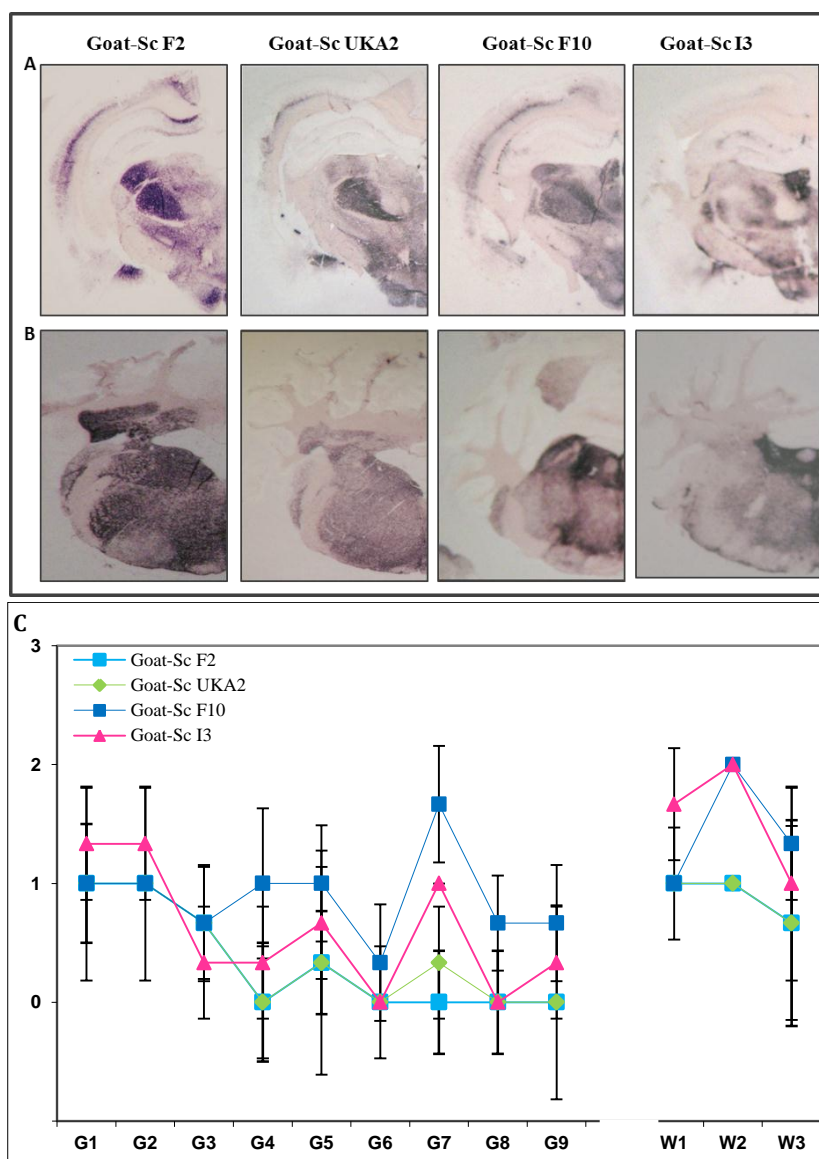 Goat-Sc F2 Goat-Sc UKA2 Goat-Sc F10 Goat-Sc I3
A
B
C
3
Goat-Sc F2
Goat-Sc UKA2
Goat-Sc F10
Goat-Sc I3
2
1
0
G1 G2 G3 G4 G5 G6 G7 G8 G9 W1 W2 W3